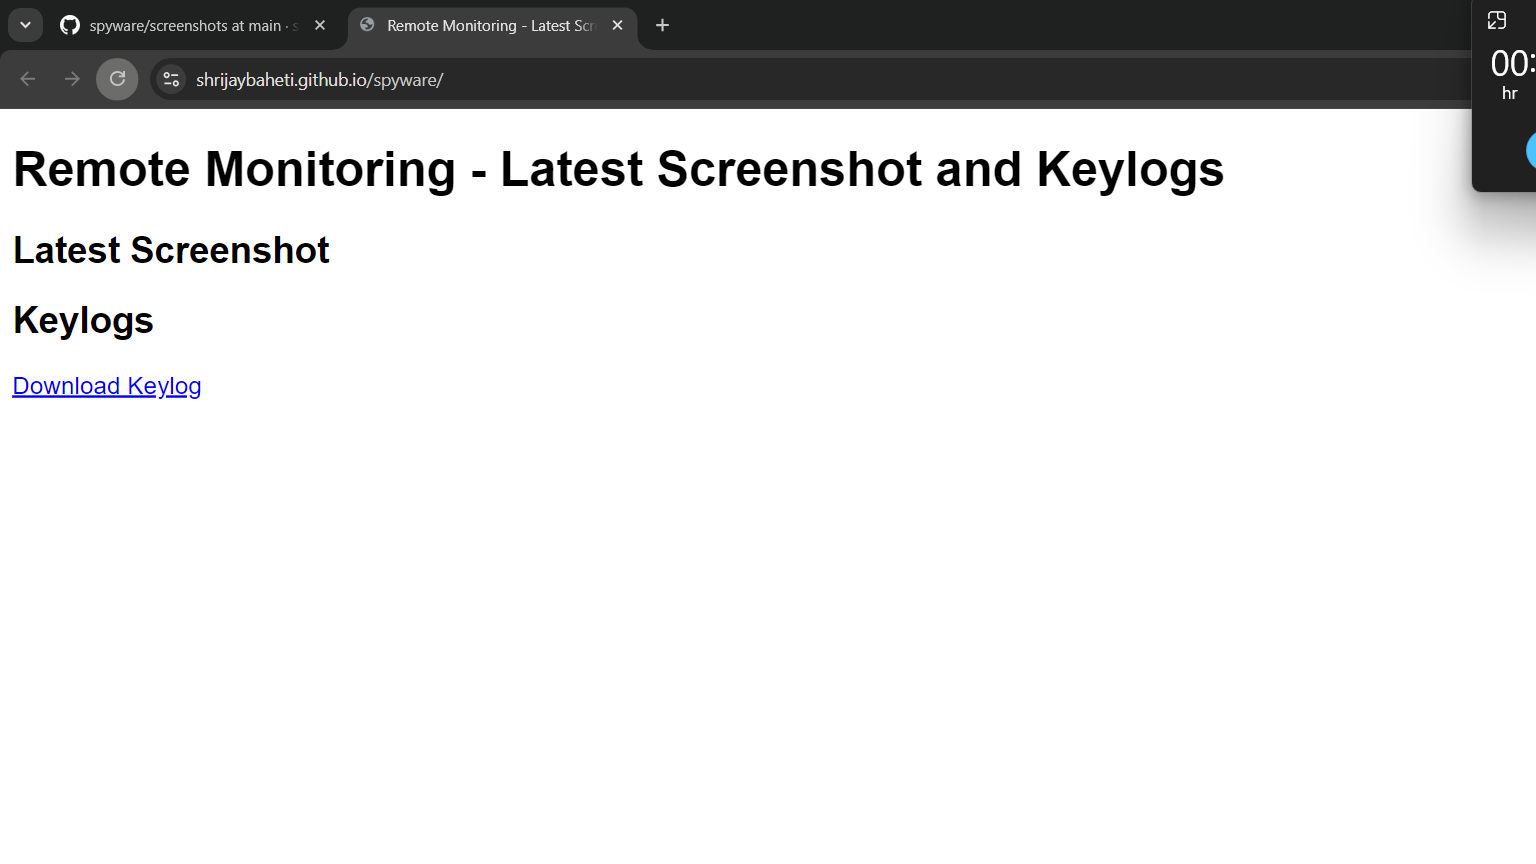 spyware/screenshots at main · s
Remote Monitoring - Latest Scr
shrijaybaheti.github.io/spyware/
00:
hr
Remote Monitoring - Latest Screenshot and Keylogs
Latest Screenshot
Keylogs
Download Keylog